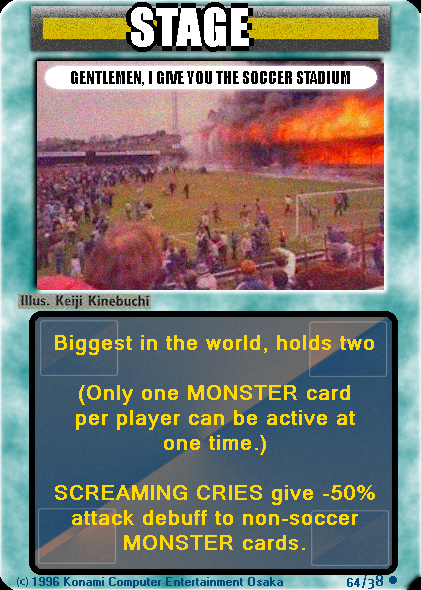 STAGE
GENTLEMEN, I GIVE YOU THE SOCCER STADIUM
Illus. Keiji Kinebuchi
Biggest in the world, holds two
(Only one MONSTER card
per player can be active at
one time.)
SCREAMING CRIES give -50%
attack debuff to non-soccer
MONSTER cards.
(c) 1996 Konami Computer Entertainment Osaka
64/38 ●